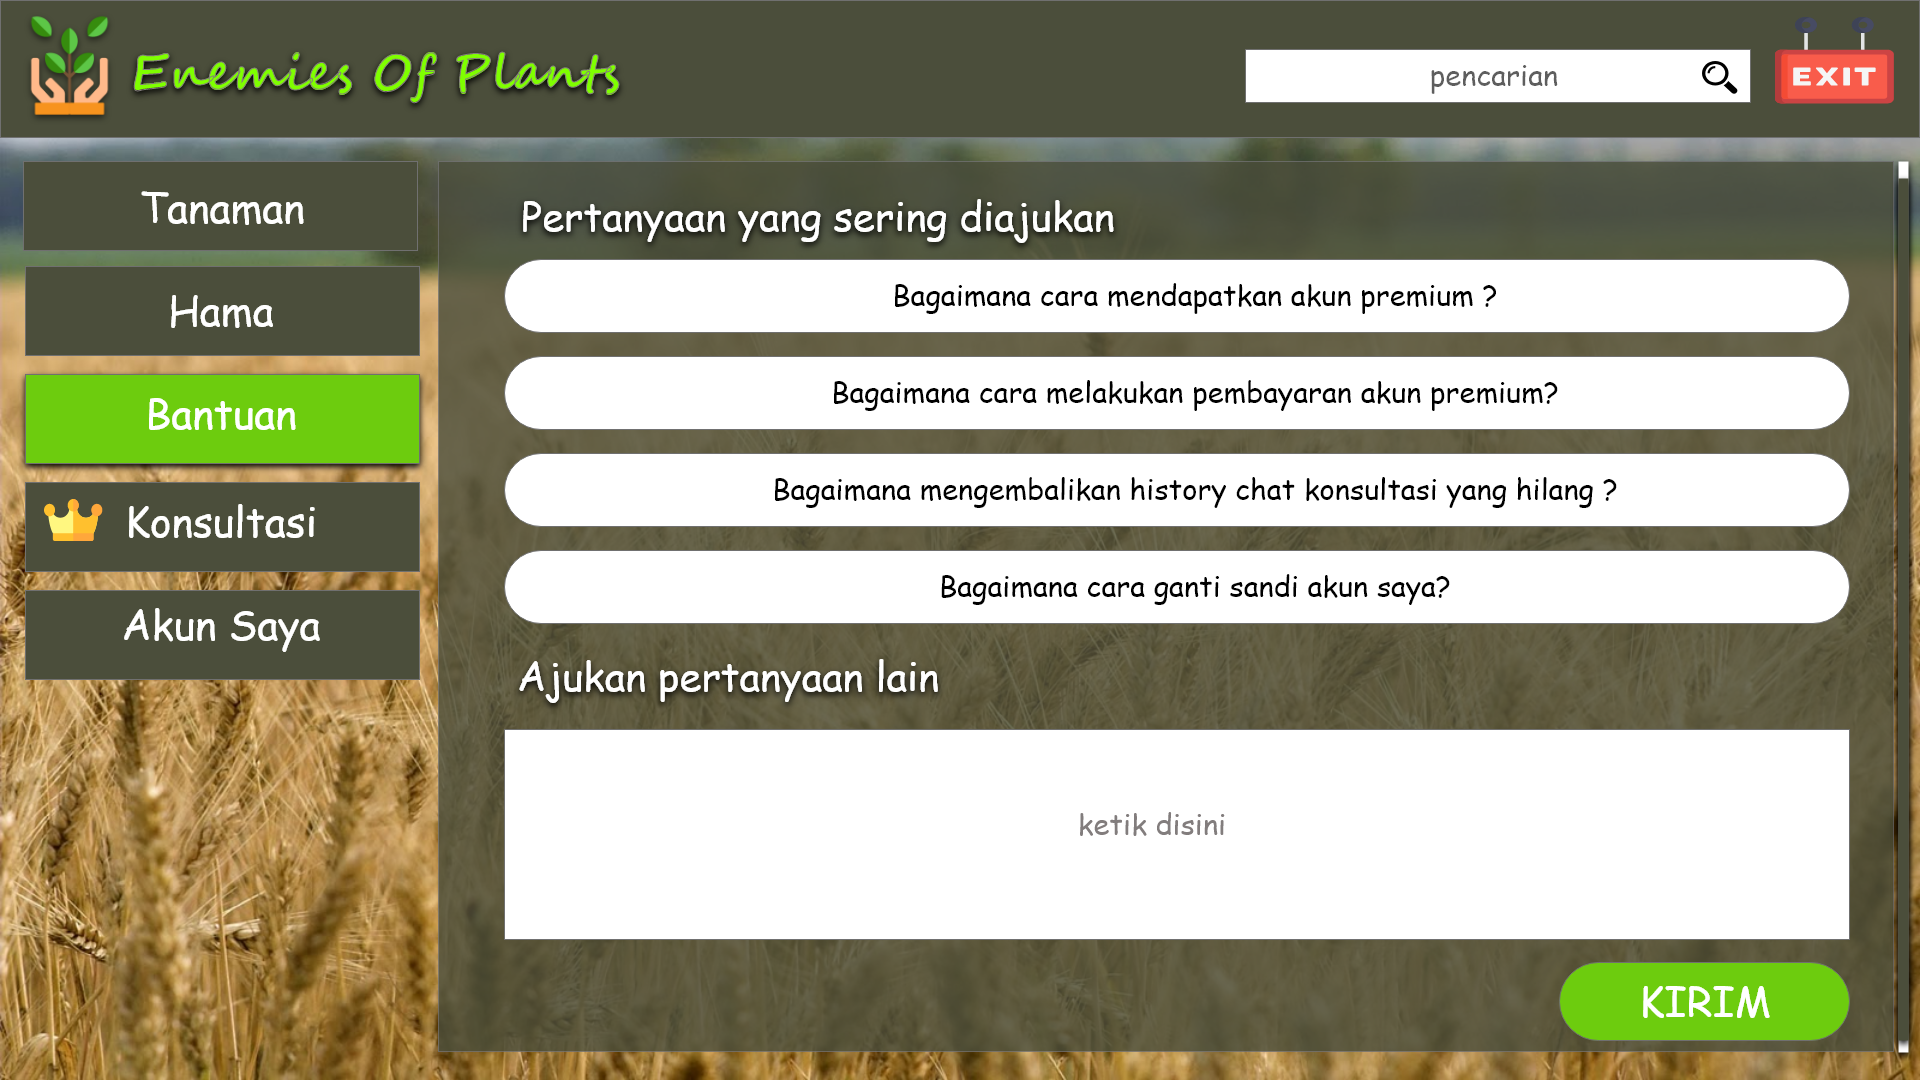 Enemies Of Plants
pencarian
EXIT
Tanaman
Hama
Bantuan
Konsultasi
Akun Saya
Pertanyaan yang sering diajukan
Bagaimana cara mendapatkan akun premium ?
Bagaimana cara melakukan pembayaran akun premium?
Bagaimana mengembalikan history chat konsultasi yang hilang ?
Bagaimana cara ganti sandi akun saya?
Ajukan pertanyaan lain
ketik disini
KIRIM